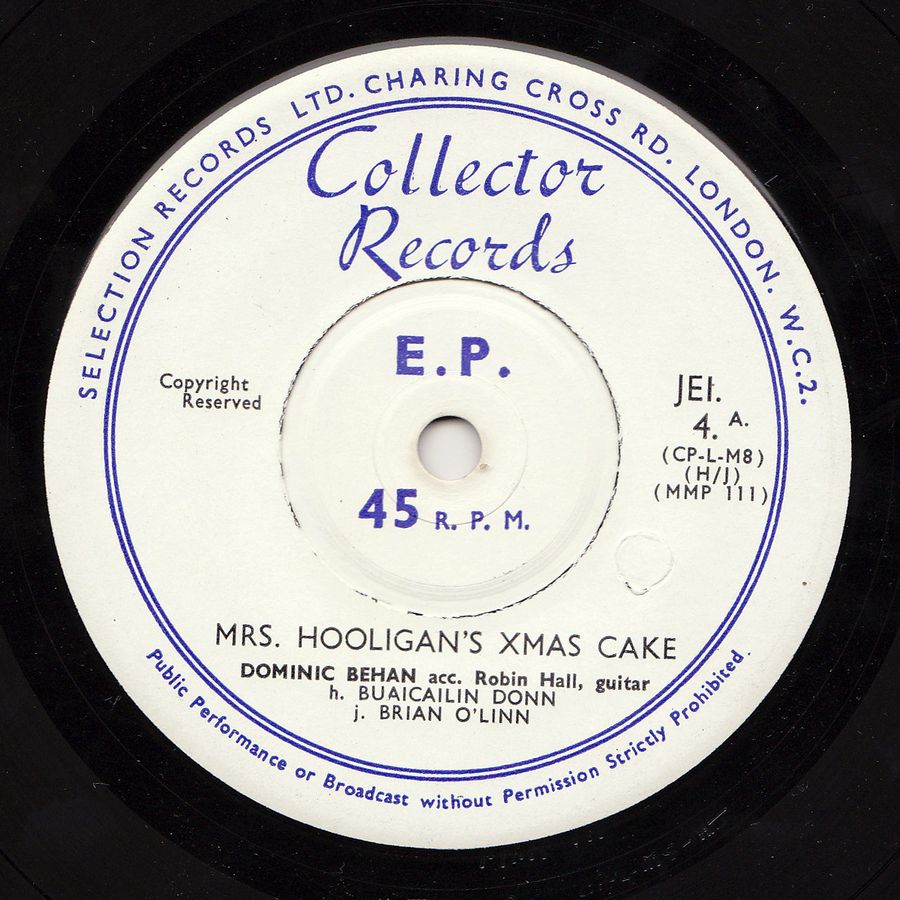 SELECTION RECORDS LTD. CHARING CROSS RD. LONDON. W.C.2.
Collector
Records
E.P.
Copyright
Reserved
JEI.
4. A.
(CP-L-M8)
(H/J)
(MMP 111)
45 R. P. M.
MRS. HOOLIGAN'S XMAS CAKE
DOMINIC BEHAN acc. Robin Hall, guitar
h. BUAICAILIN DONN
j. BRIAN O'LINN
Public Performance or Broadcast without Permission Strictly Prohibited.